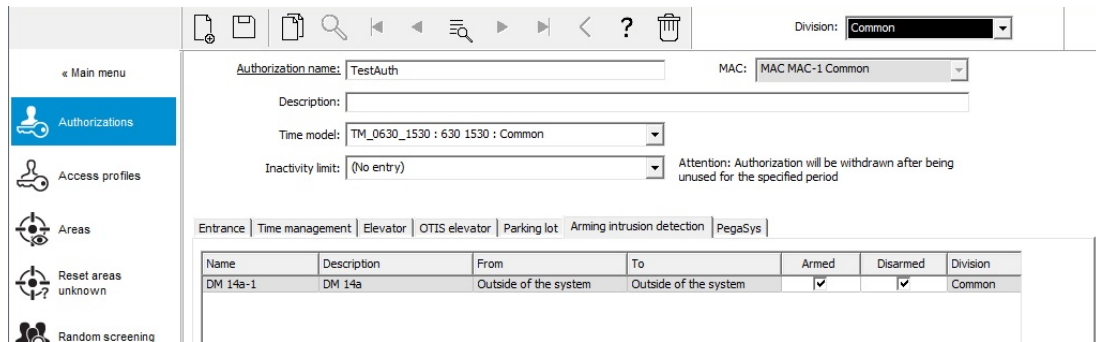 ? Division: Common
« Main menu
Authorization name: TestAuth MAC: MAC MAC-1 Common
Description:
Authorizations
Time model: TM_0630_1530 : 630 1530 : Common
Inactivity limit: (No entry) Attention: Authorization will be withdrawn after being
unused for the specified period
Access profiles
Areas
Entrance Time management Elevator OTIS elevator Parking lot Arming intrusion detection PegaSys
Name Description From To Armed Disarmed Division
DM 14a-1 DM 14a Outside of the system Outside of the system Common
Reset areas
unknown
Random screening